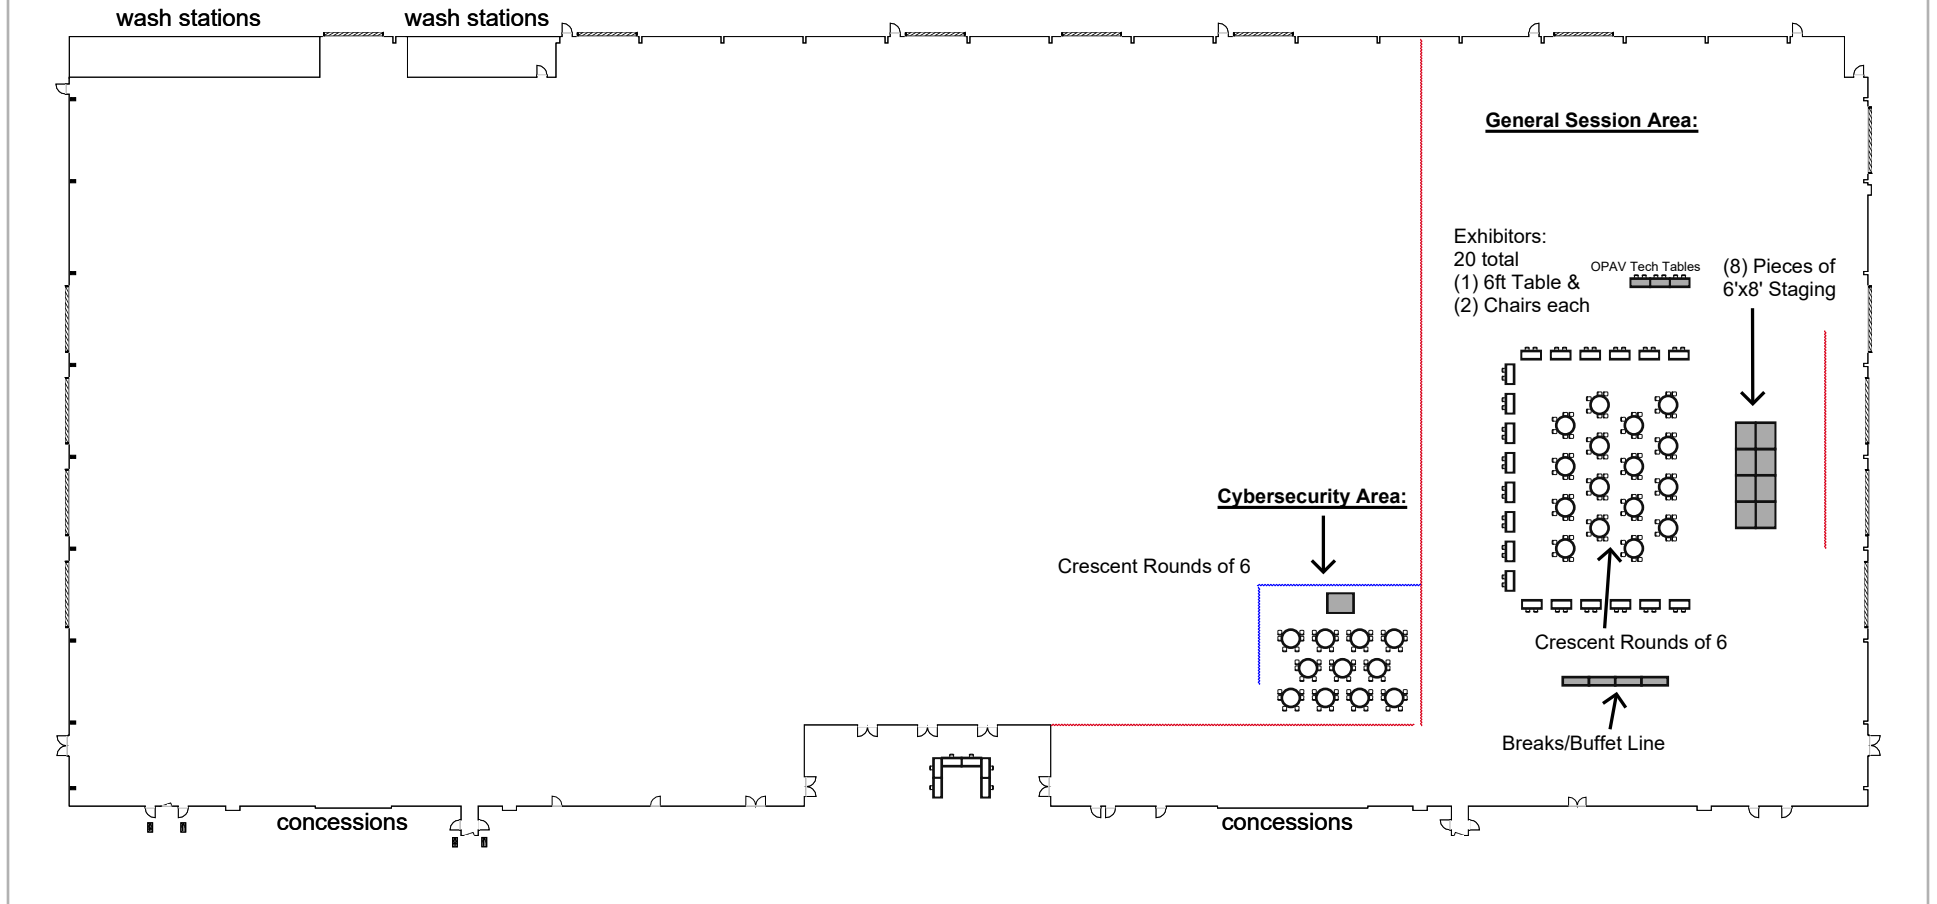 wash stations
wash stations
General Session Area:
Exhibitors:
20 total
(1) 6ft Table &
(2) Chairs each
OPAV Tech Tables
(8) Pieces of
6'x8' Staging
Cybersecurity Area:
Crescent Rounds of 6
Crescent Rounds of 6
Breaks/Buffet Line
concessions
concessions